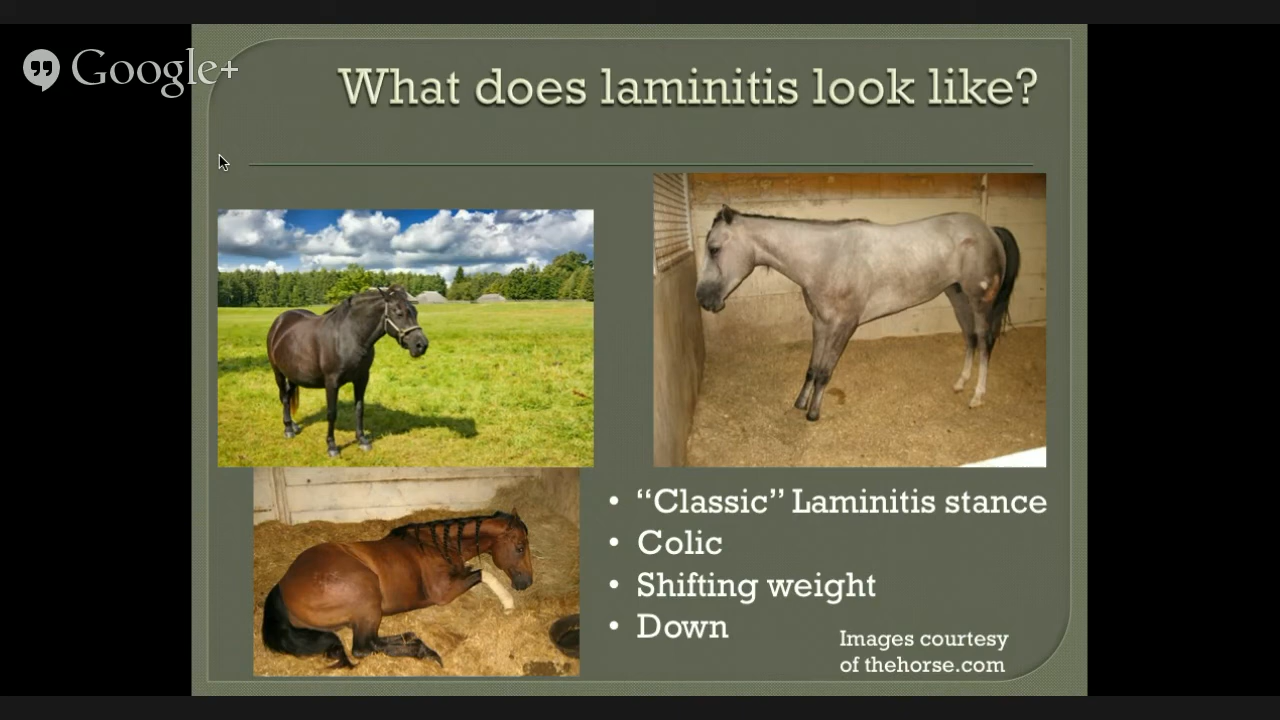 Google+
What does laminitis look like?
• “Classic” Laminitis stance
• Colic
• Shifting weight
• Down
Images courtesy
of thehorse.com